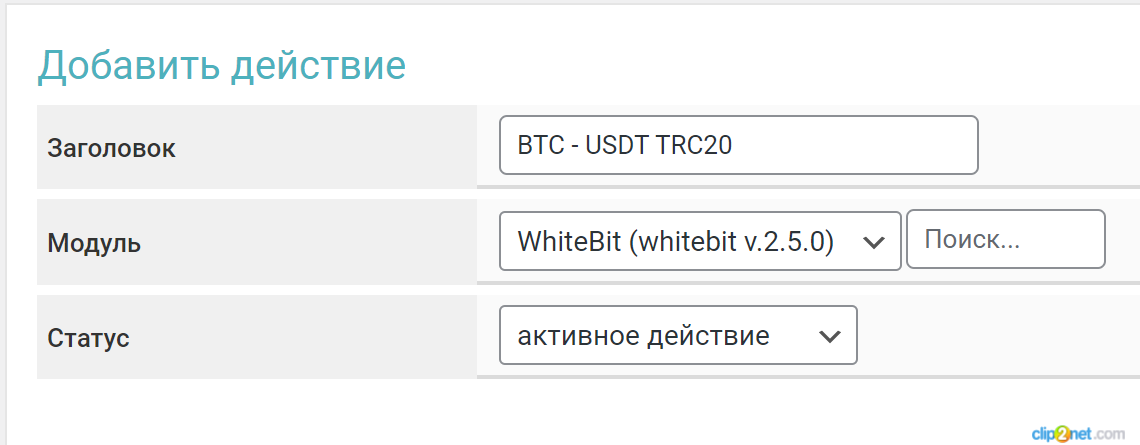 Добавить действие
Заголовок
BTC - USDT TRC20
Модуль
WhiteBit (whitebit v.2.5.0)
Поиск...
Статус
активное действие
clip2net.com